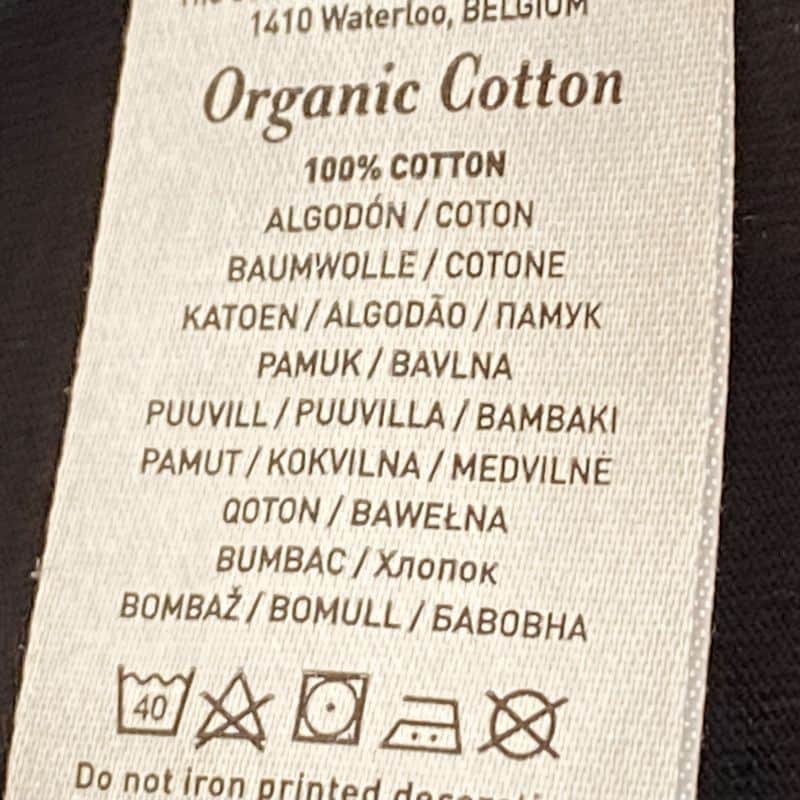 1410 Waterloo, BELGIUM
Organic Cotton
100% COTTON
ALGODÓN / COTON
BAUMWOLLE / COTONE
KATOEN / ALGODÃO / ПАМУК
PAMUK / BAVLNA
PUUVILL / PUUVILLA / BAMBAKI
PAMUT / KOKVILNA / MEDVILNĖ
QOTON / BAWEŁNA
BUMBAC / Хлопок
BOMBAŽ / BOMULL / БАВОВНА
40
Do not iron printed